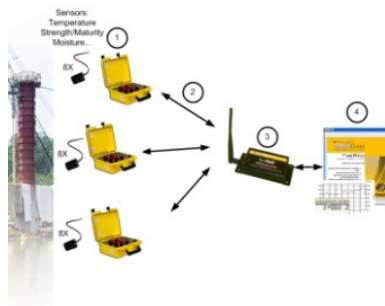 Sensors:
Temperature
Strength/Maturity
Moisture...
1
8X
2
8X
3
4
8X